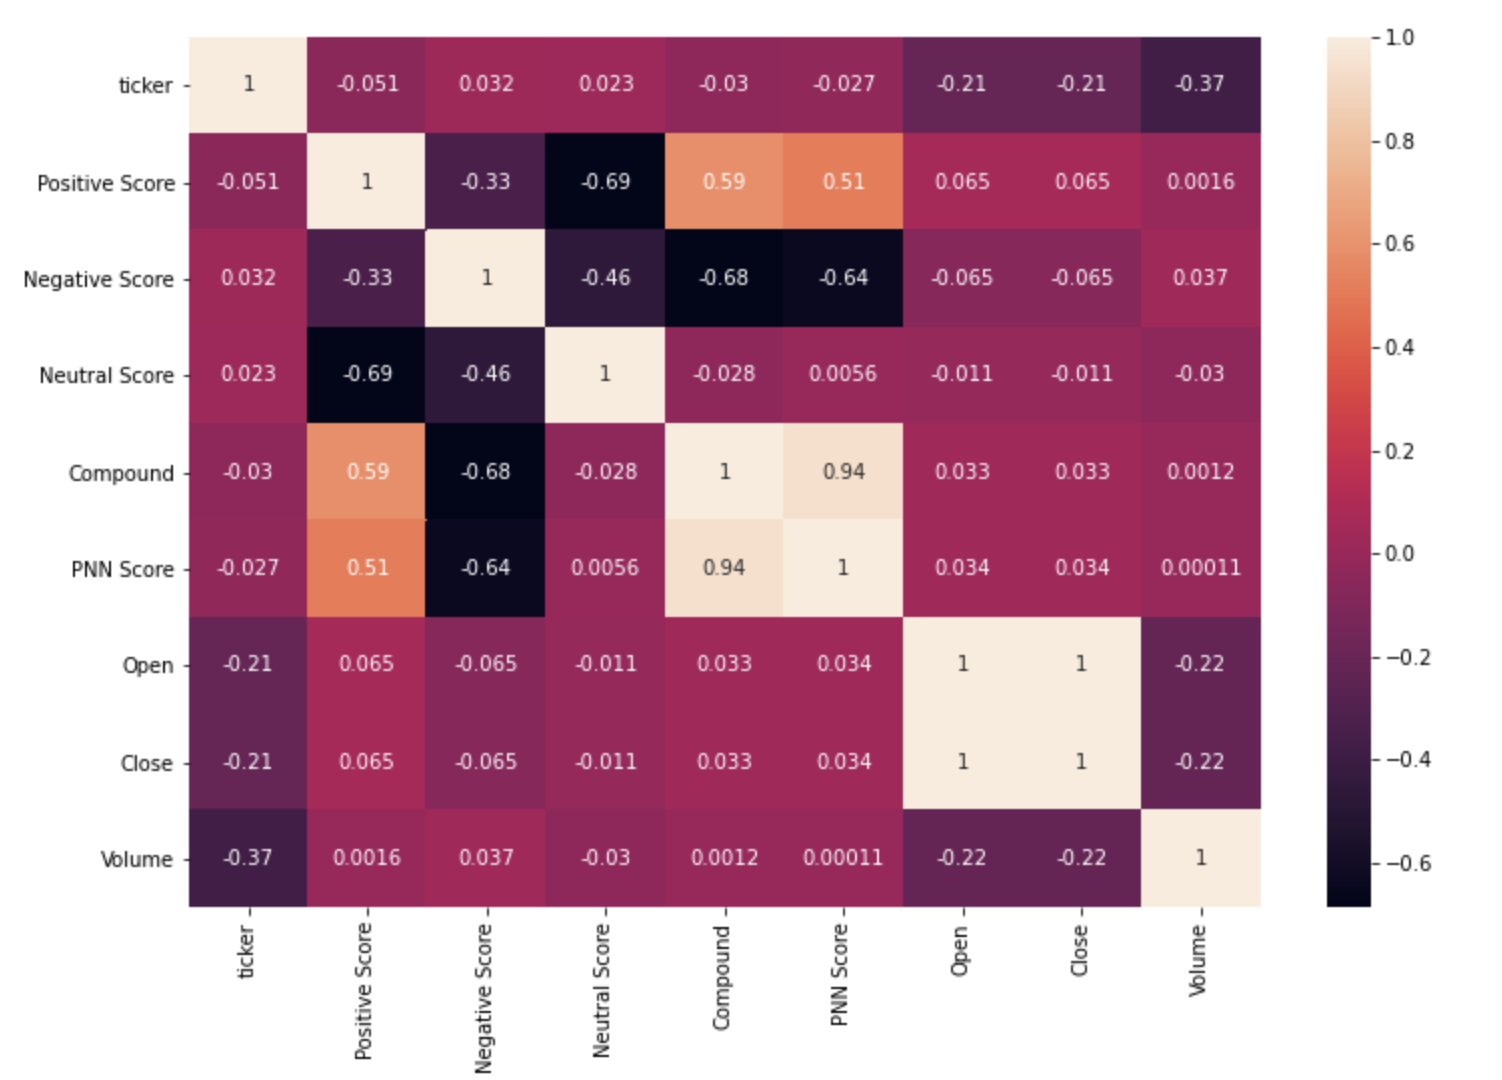 ticker 1 -0.051 0.032 0.023 -0.03 -0.027 -0.21 -0.21 -0.37
Positive Score -0.051 1 -0.33 -0.69 0.59 0.51 0.065 0.065 0.0016
Negative Score 0.032 -0.33 1 -0.46 -0.68 -0.64 -0.065 -0.065 0.037
Neutral Score 0.023 -0.69 -0.46 1 -0.028 0.0056 -0.011 -0.011 -0.03
Compound -0.03 0.59 -0.68 -0.028 1 0.94 0.033 0.033 0.0012
PNN Score -0.027 0.51 -0.64 0.0056 0.94 1 0.034 0.034 0.00011
Open -0.21 0.065 -0.065 -0.011 0.033 0.034 1 1 -0.22
Close -0.21 0.065 -0.065 -0.011 0.033 0.034 1 1 -0.22
Volume -0.37 0.0016 0.037 -0.03 0.0012 0.00011 -0.22 -0.22 1
ticker
Positive Score
Negative Score
Neutral Score
Compound
PNN Score
Open
Close
Volume
1.0
0.8
0.6
0.4
0.2
0.0
−0.2
−0.4
−0.6